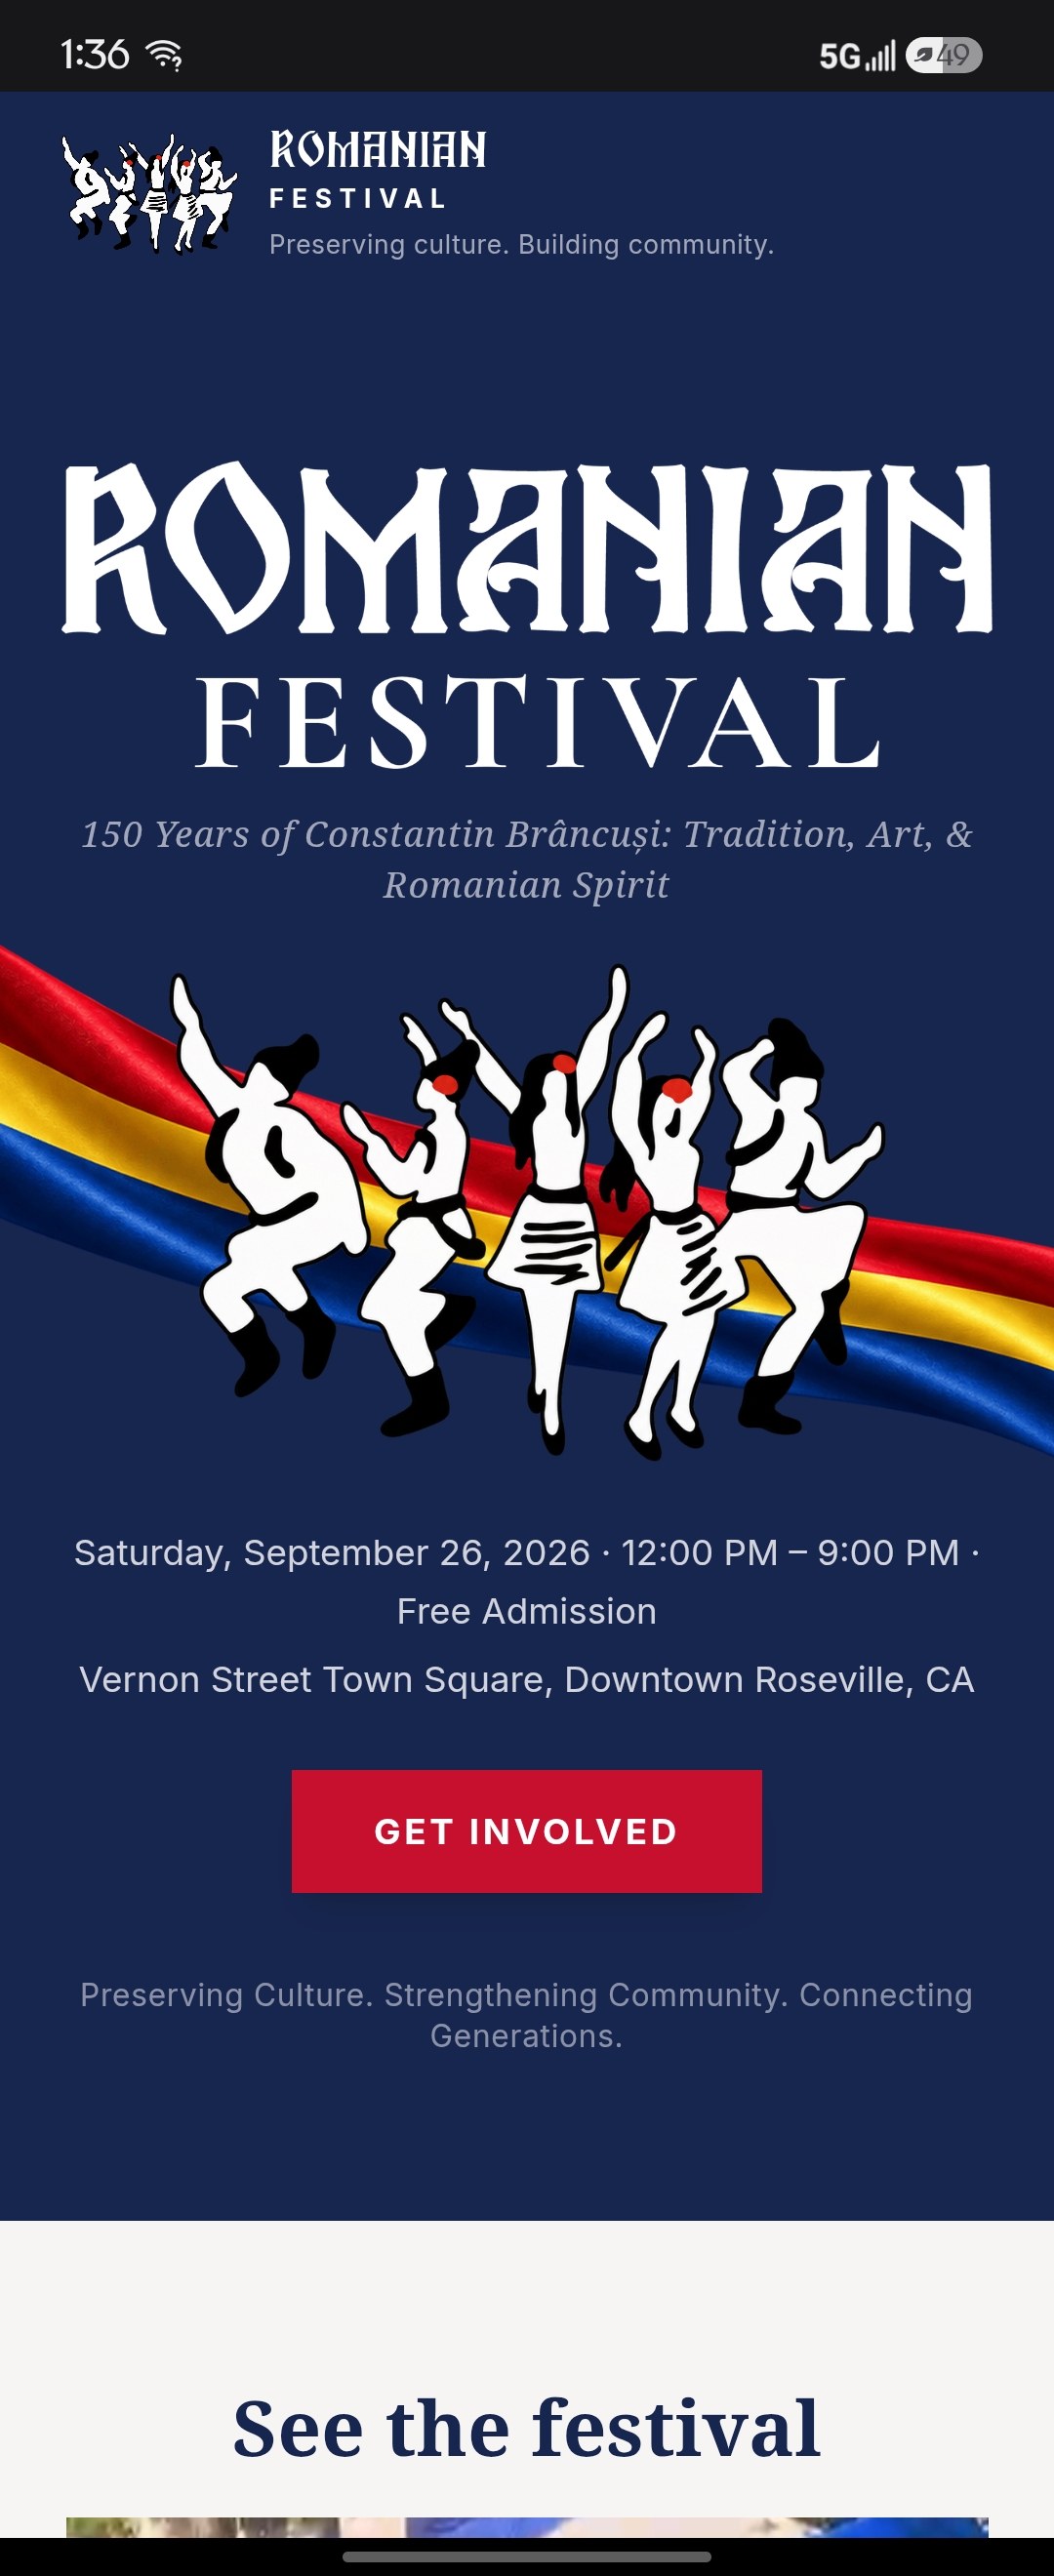 1:36
5G 49
ROMANIAN
FESTIVAL
Preserving culture. Building community.
ROMANIAN
FESTIVAL
150 Years of Constantin Brâncuși: Tradition, Art, &
Romanian Spirit
Saturday, September 26, 2026 · 12:00 PM – 9:00 PM ·
Free Admission
Vernon Street Town Square, Downtown Roseville, CA
GET INVOLVED
Preserving Culture. Strengthening Community. Connecting
Generations.
See the festival